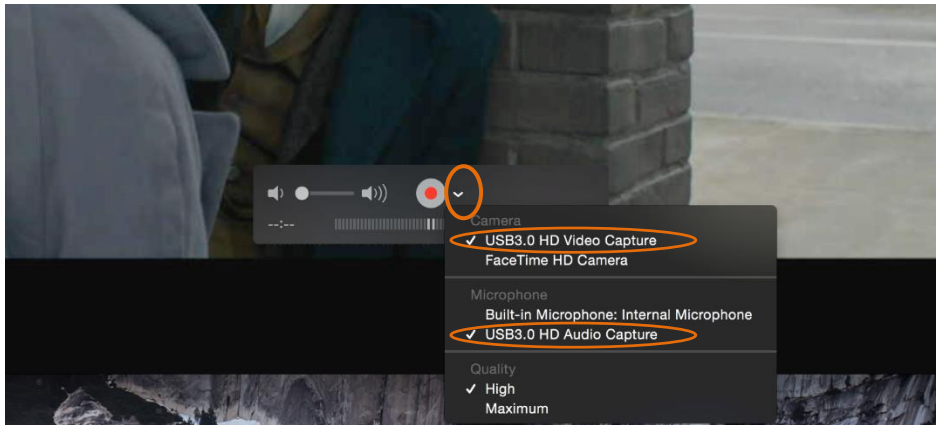 --:--
Camera
✓ USB3.0 HD Video Capture
FaceTime HD Camera
Microphone
Built-in Microphone: Internal Microphone
✓ USB3.0 HD Audio Capture
Quality
✓ High
Maximum